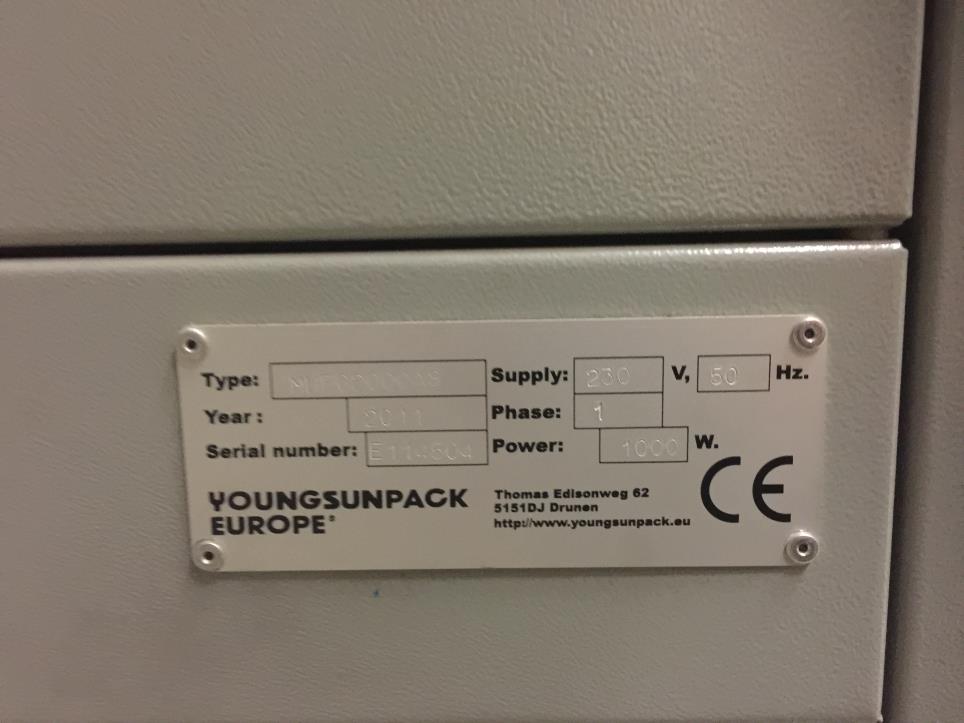 Type: Supply: 230 V, 50 Hz.
Year: 2011 Phase: 1
Serial number: E114504 Power: 1000 W.
YOUNGSUNPACK
EUROPE®
Thomas Edisonweg 62
5151DJ Drunen
http://www.youngsunpack.eu
CE